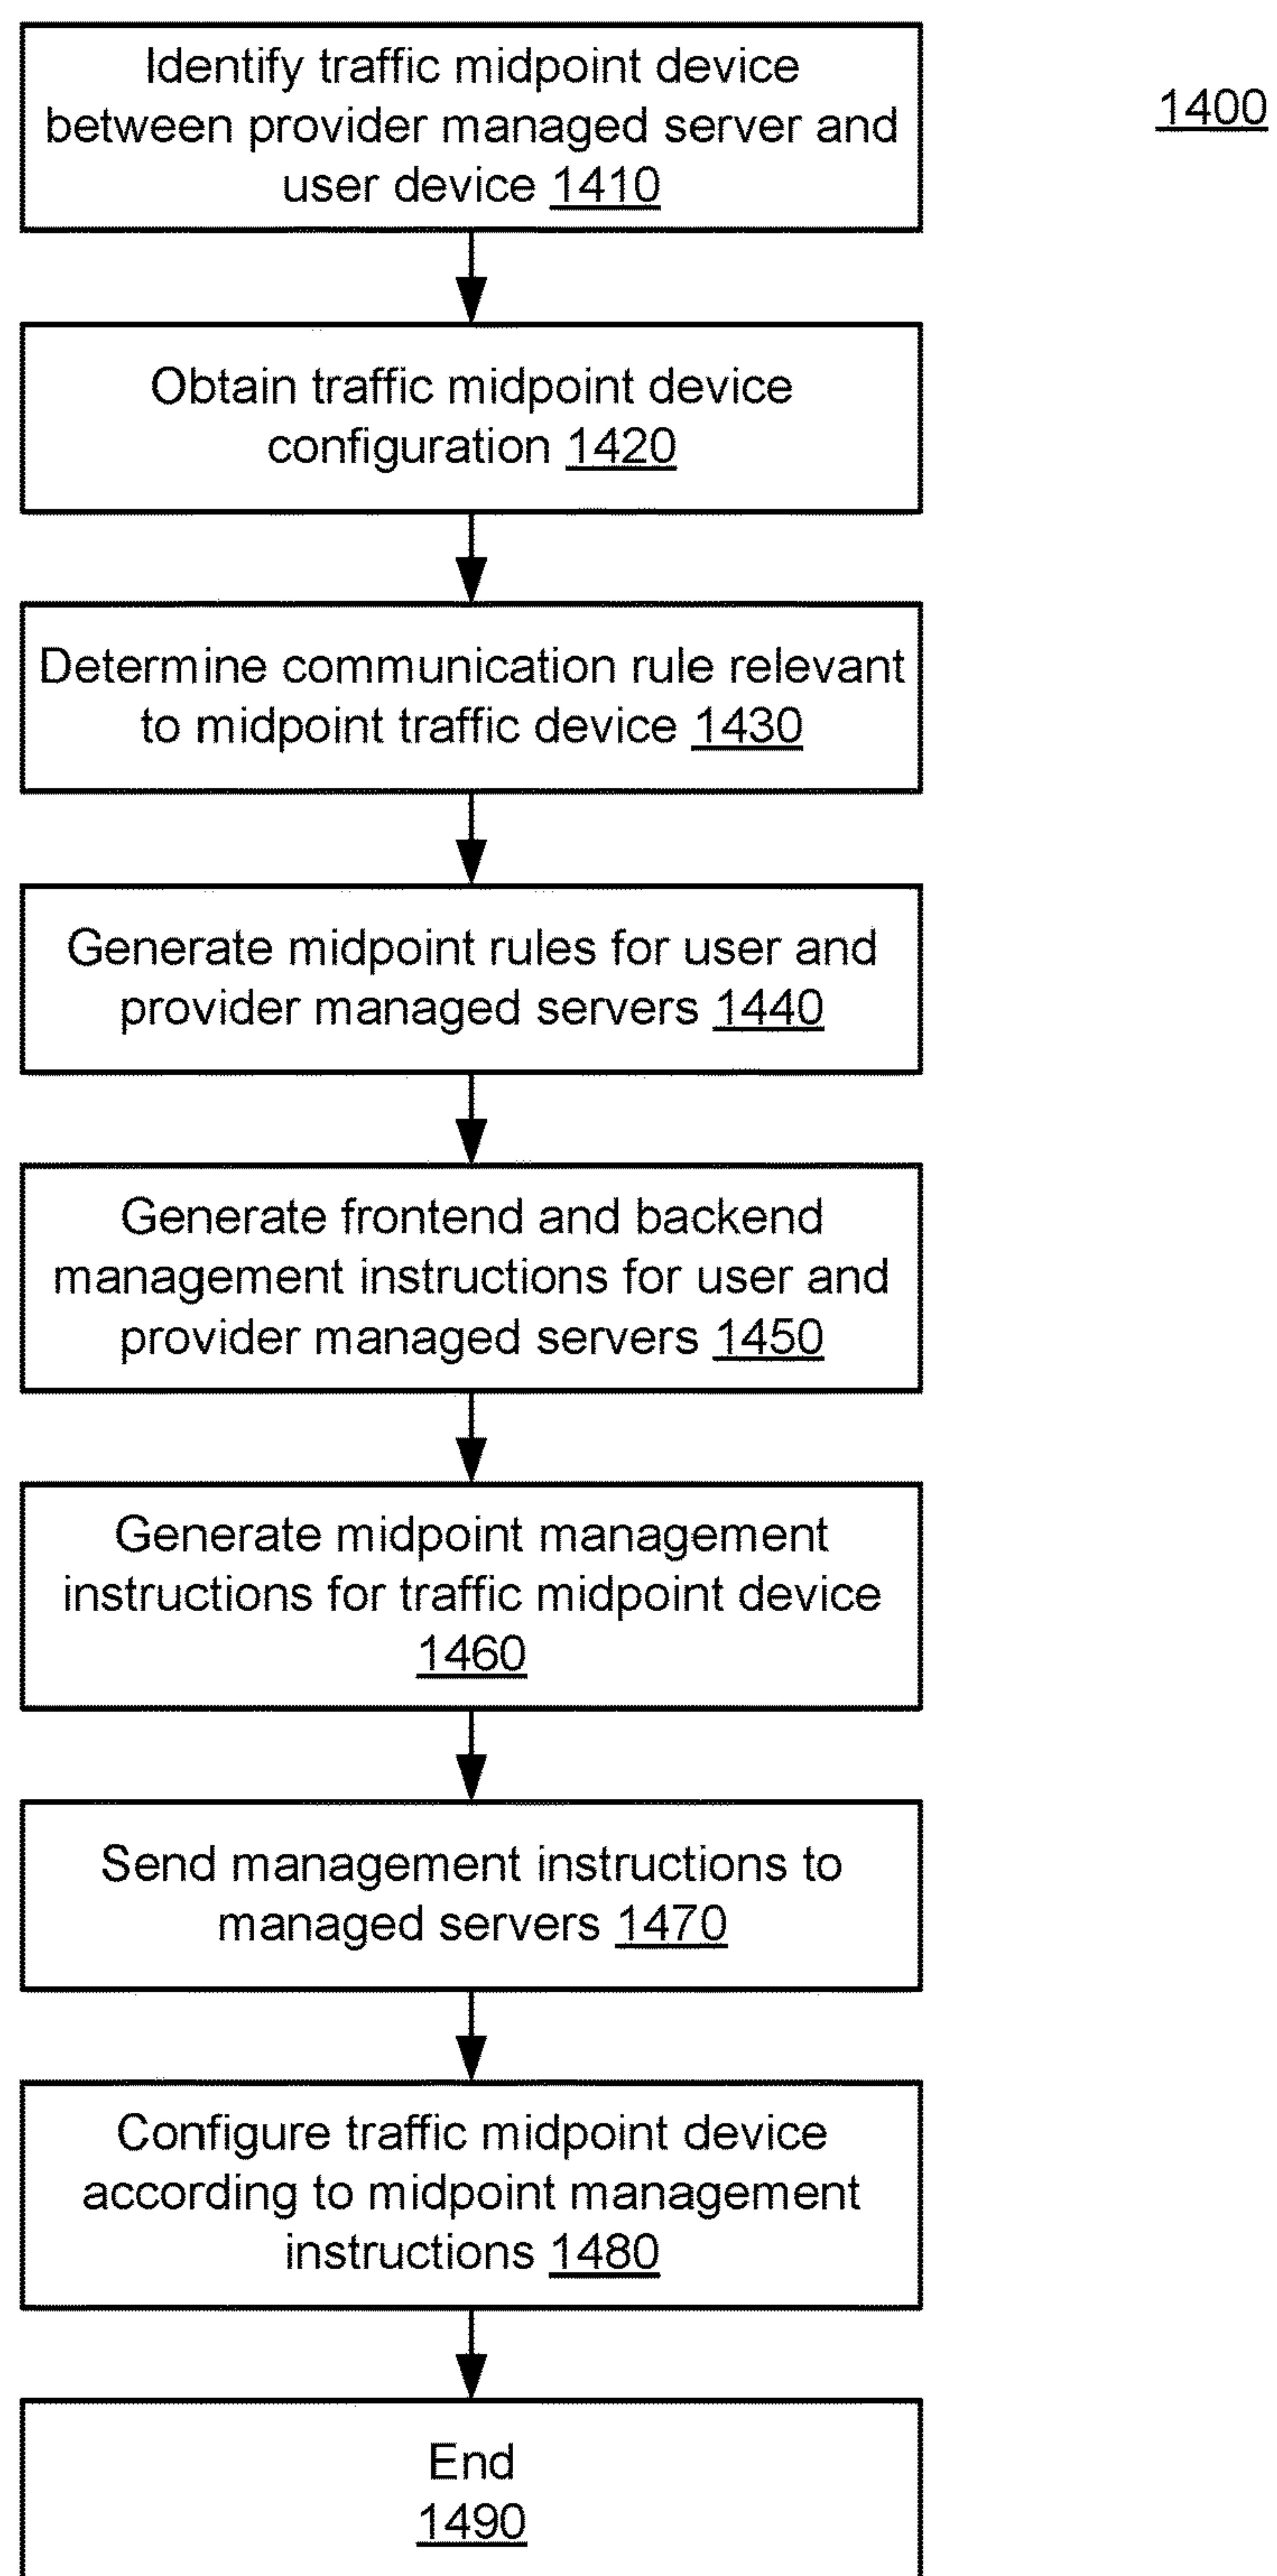 Identify traffic midpoint device
between provider managed server and
user device 1410
1400
Obtain traffic midpoint device
configuration 1420
Determine communication rule relevant
to midpoint traffic device 1430
Generate midpoint rules for user and
provider managed servers 1440
Generate frontend and backend
management instructions for user and
provider managed servers 1450
Generate midpoint management
instructions for traffic midpoint device
1460
Send management instructions to
managed servers 1470
Configure traffic midpoint device
according to midpoint management
instructions 1480
End
1490